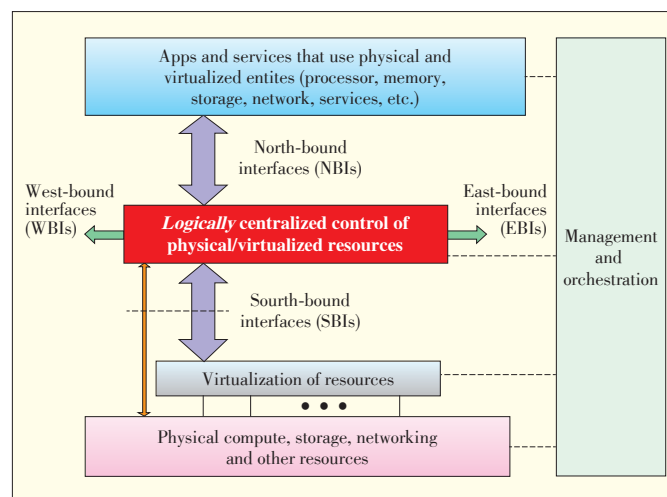 Apps and services that use physical and
virtualized entites (processor, memory,
storage, network, services, etc.)
North-bound
interfaces (NBIs)
West-bound
interfaces
(WBIs)
Logically centralized control of
physical/virtualized resources
East-bound
interfaces
(EBIs)
Management
and
orchestration
Sourth-bound
interfaces (SBIs)
Virtualization of resources
Physical compute, storage, networking
and other resources